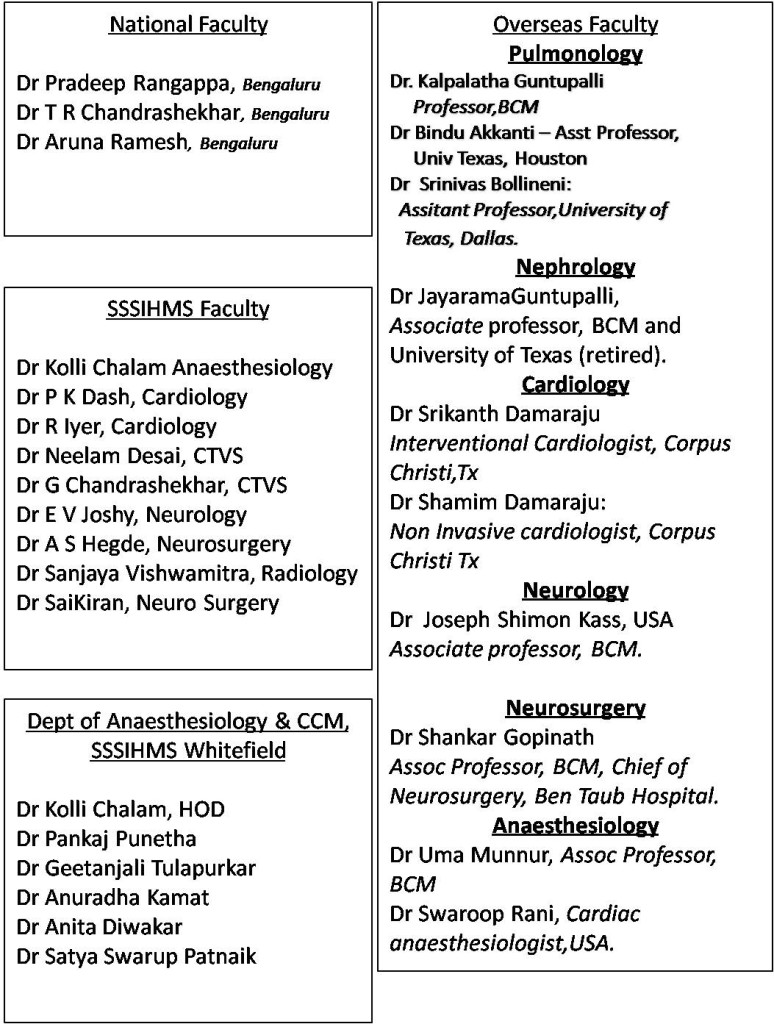 National Faculty
Dr Pradeep Rangappa, Bengaluru
Dr T R Chandrashekhar, Bengaluru
Dr Aruna Ramesh, Bengaluru
SSSIHMS Faculty
Dr Kolli Chalam Anaesthesiology
Dr P K Dash, Cardiology
Dr R Iyer, Cardiology
Dr Neelam Desai, CTVS
Dr G Chandrashekhar, CTVS
Dr E V Joshy, Neurology
Dr A S Hegde, Neurosurgery
Dr Sanjaya Vishwamitra, Radiology
Dr SaiKiran, Neuro Surgery
Dept of Anaesthesiology & CCM,
SSSIHMS Whitefield
Dr Kolli Chalam, HOD
Dr Pankaj Punetha
Dr Geetanjali Tulapurkar
Dr Anuradha Kamat
Dr Anita Diwakar
Dr Satya Swarup Patnaik
Overseas Faculty
Pulmonology
Dr. Kalpalatha Guntupalli
Professor,BCM
Dr Bindu Akkanti – Asst Professor,
Univ Texas, Houston
Dr Srinivas Bollineni:
Assitant Professor,University of
Texas, Dallas.
Nephrology
Dr JayaramaGuntupalli,
Associate professor, BCM and
University of Texas (retired).
Cardiology
Dr Srikanth Damaraju
Interventional Cardiologist, Corpus
Christi,Tx
Dr Shamim Damaraju:
Non Invasive cardiologist, Corpus
Christi Tx
Neurology
Dr Joseph Shimon Kass, USA
Associate professor, BCM.
Neurosurgery
Dr Shankar Gopinath
Assoc Professor, BCM, Chief of
Neurosurgery, Ben Taub Hospital.
Anaesthesiology
Dr Uma Munnur, Assoc Professor,
BCM
Dr Swaroop Rani, Cardiac
anaesthesiologist,USA.